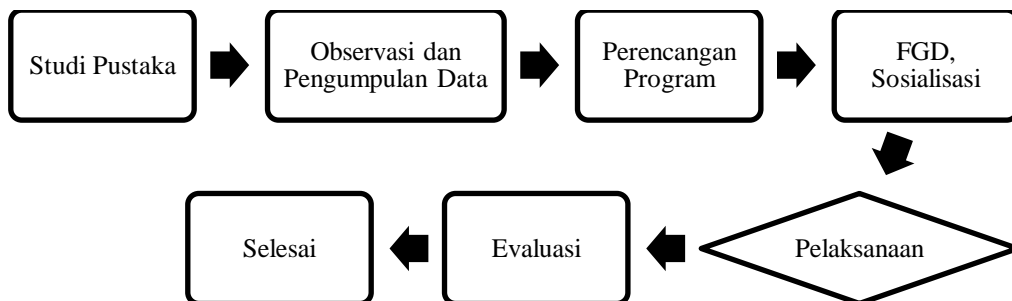 Studi Pustaka
Observasi dan
Pengumpulan Data
Perencangan
Program
FGD,
Sosialisasi
Pelaksanaan
Evaluasi
Selesai